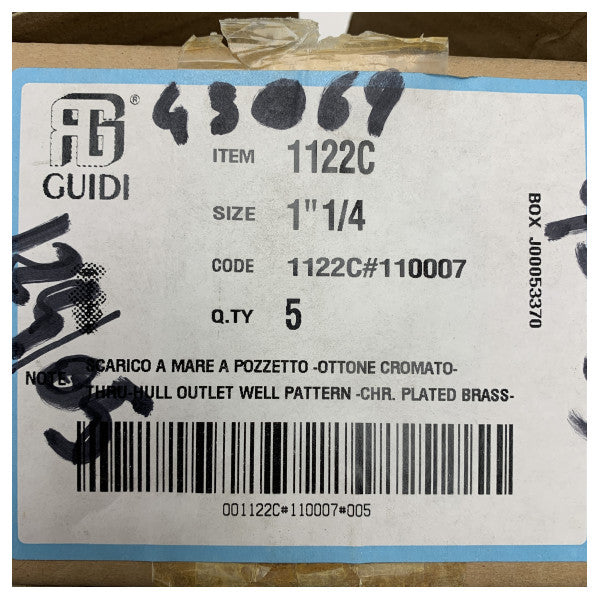 43069
®
GUIDI
ITEM 1122C
SIZE 1" 1/4
CODE 1122C#110007
Q.TY 5
BOX J00053370
NOTE SCARICO A MARE A POZZETTO -OTTONE CROMATO-
THRU-HULL OUTLET WELL PATTERN -CHR. PLATED BRASS-
001122C#110007#005